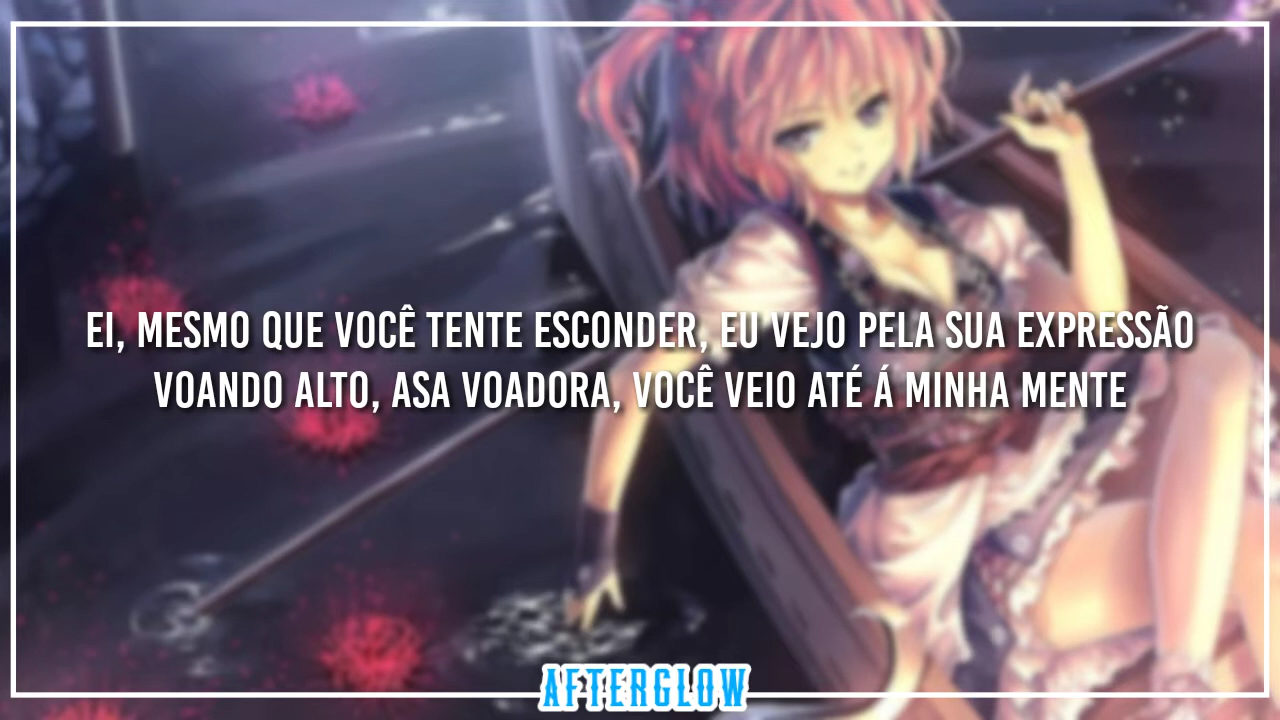 EI, MESMO QUE VOCÊ TENTE ESCONDER, EU VEJO PELA SUA EXPRESSÃO
VOANDO ALTO, ASA VOADORA, VOCÊ VEIO ATÉ Á MINHA MENTE
AFTERGLOW